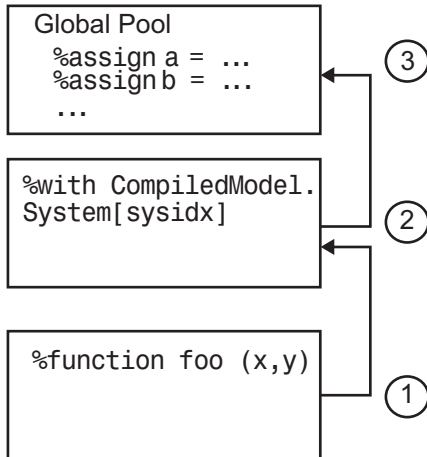 Global Pool
%assign a = ...
%assign b = ...
...
3
%with CompiledModel.
System[sysidx]
2
%function foo (x,y)
1